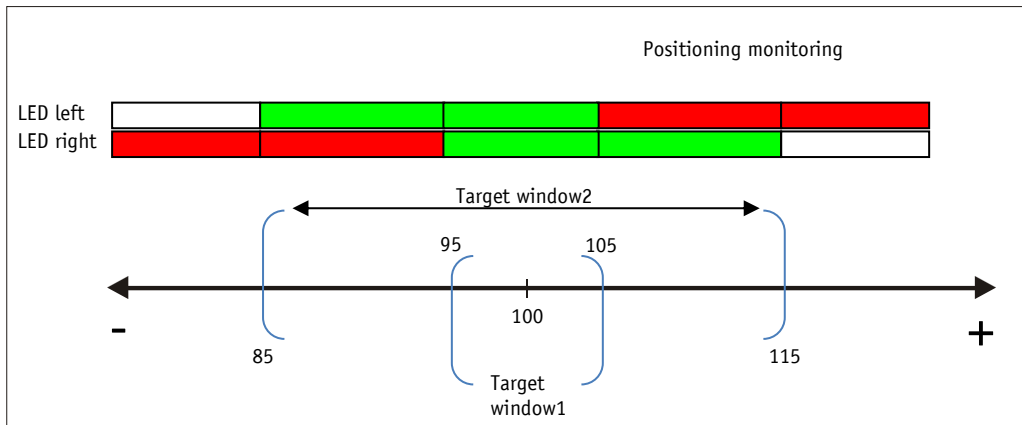 Positioning monitoring
LED left
LED right
Target window2
95
105
100
-
+
85
115
Target
window1